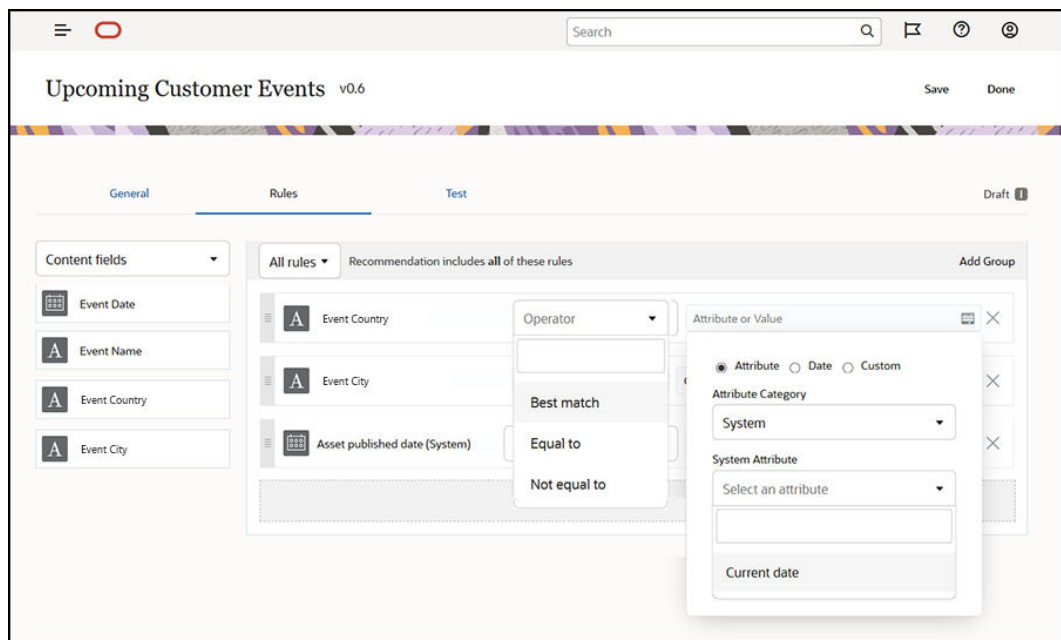 Search
Upcoming Customer Events v0.6
Save Done
General Rules Test Draft
Content fields
Event Date
Event Name
Event Country
Event City
All rules Recommendation includes all of these rules Add Group
Event Country Operator Attribute or Value
Event City
Asset published date (System)
Best match
Equal to
Not equal to
Attribute Date Custom
Attribute Category
System
System Attribute
Select an attribute
Current date